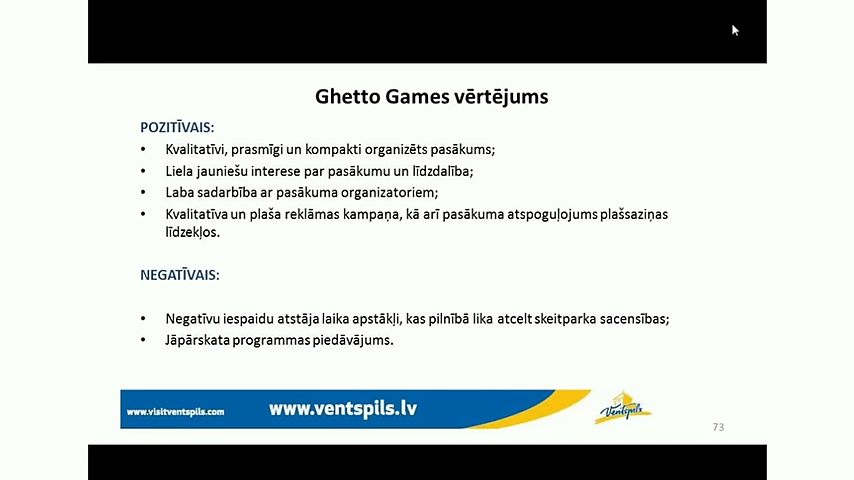 Ghetto Games vērtējums
POZITĪVAIS:
• Kvalitatīvi, prasmīgi un kompakti organizēts pasākums;
• Liela jauniešu interese par pasākumu un līdzdalība;
• Laba sadarbība ar pasākuma organizatoriem;
• Kvalitatīva un plaša reklāmas kampaņa, kā arī pasākuma atspoguļojums plašsaziņas
līdzekļos.
NEGATĪVAIS:
• Negatīvu iespaidu atstāja laika apstākļi, kas pilnībā lika atcelt skeitparka sacensības;
• Jāpārskata programmas piedāvājums.
www.visitventspils.com
www.ventspils.lv
Ventspils
73